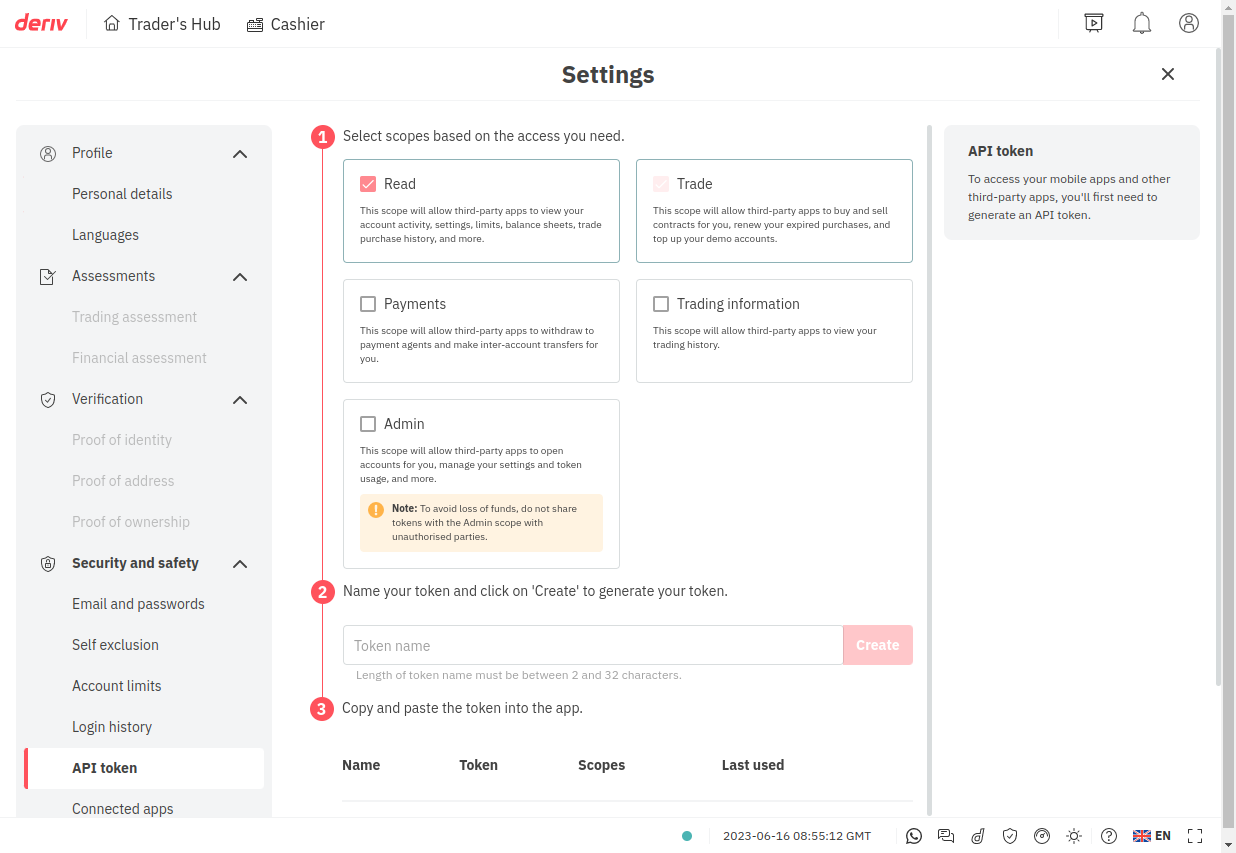 deriv
Trader's Hub
Cashier
Settings
Profile
Personal details
Languages
Assessments
Trading assessment
Financial assessment
Verification
Proof of identity
Proof of address
Proof of ownership
Security and safety
Email and passwords
Self exclusion
Account limits
Login history
API token
Connected apps
1
Select scopes based on the access you need.
Read
This scope will allow third-party apps to view your
account activity, settings, limits, balance sheets, trade
purchase history, and more.
Trade
This scope will allow third-party apps to buy and sell
contracts for you, renew your expired purchases, and
top up your demo accounts.
Payments
This scope will allow third-party apps to withdraw to
payment agents and make inter-account transfers for
you.
Trading information
This scope will allow third-party apps to view your
trading history.
Admin
This scope will allow third-party apps to open
accounts for you, manage your settings and token
usage, and more.
Note: To avoid loss of funds, do not share
tokens with the Admin scope with
unauthorised parties.
2
Name your token and click on 'Create' to generate your token.
Token name
Create
Length of token name must be between 2 and 32 characters.
3
Copy and paste the token into the app.
Name Token Scopes Last used
API token
To access your mobile apps and other
third-party apps, you'll first need to
generate an API token.
2023-06-16 08:55:12 GMT
EN